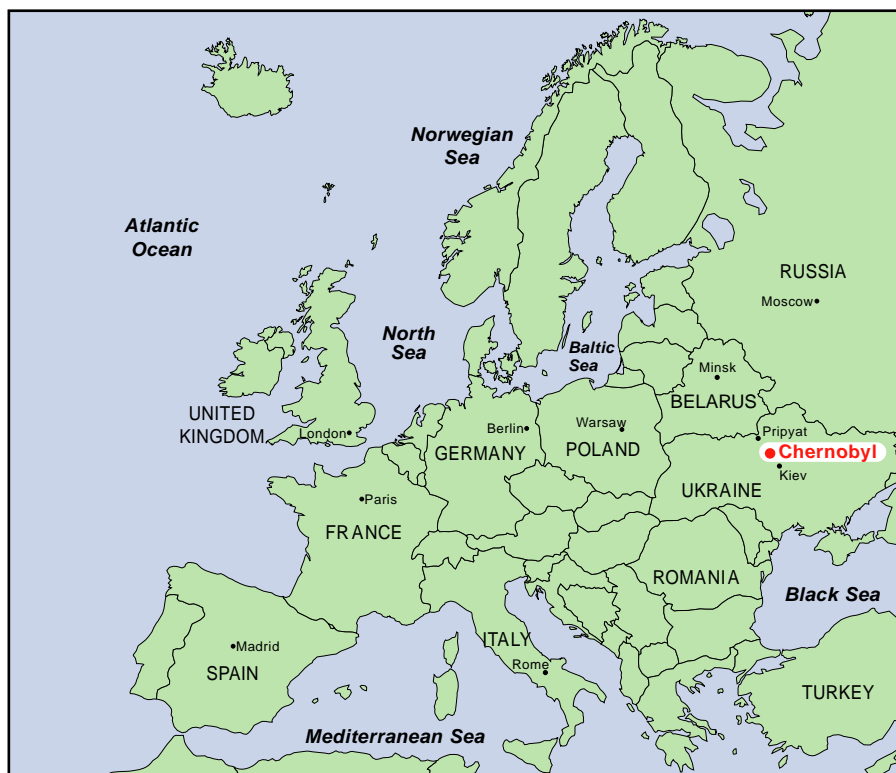 Norwegian
Sea
Atlantic
Ocean
RUSSIA
Moscow
North
Sea
Baltic
Sea
Minsk
BELARUS
UNITED
KINGDOM
London
Berlin
GERMANY
Warsaw
POLAND
Pripyat
Chernobyl
Kiev
UKRAINE
Paris
FRANCE
ROMANIA
Black Sea
Madrid
SPAIN
ITALY
Rome
TURKEY
Mediterranean Sea